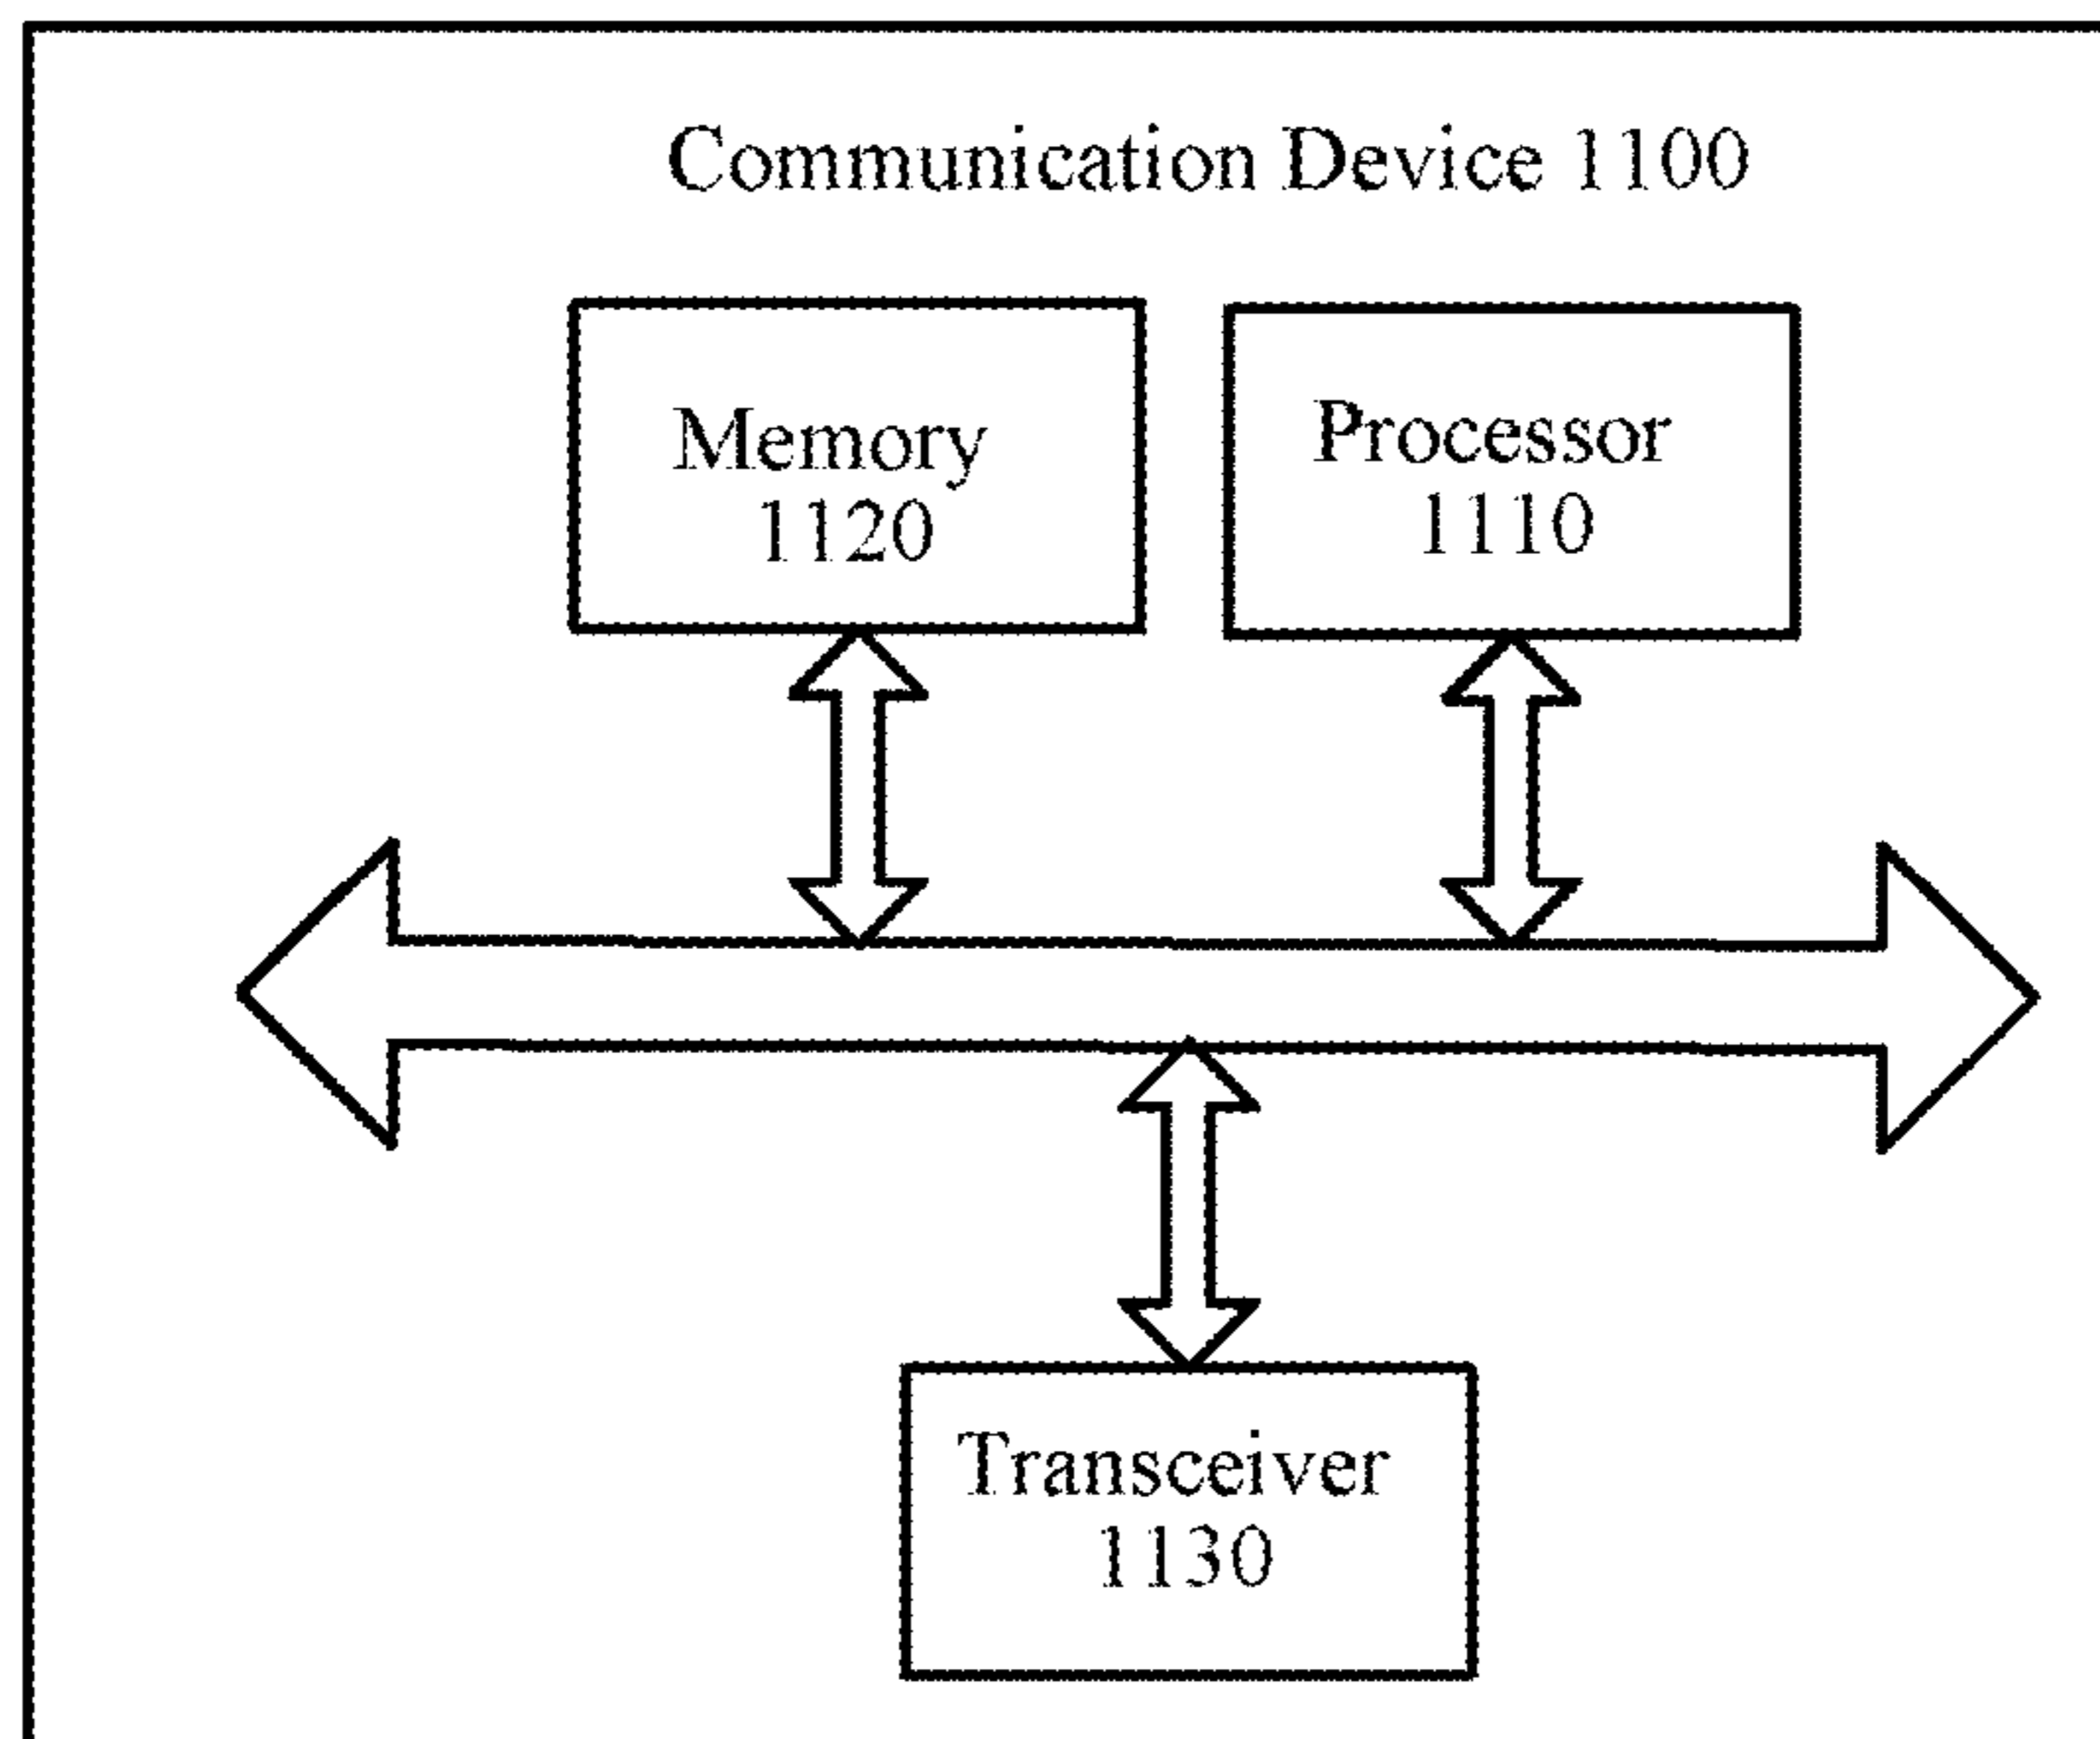 Communication Device 1100
Memory
1120
Processor
1110
Transceiver
1130